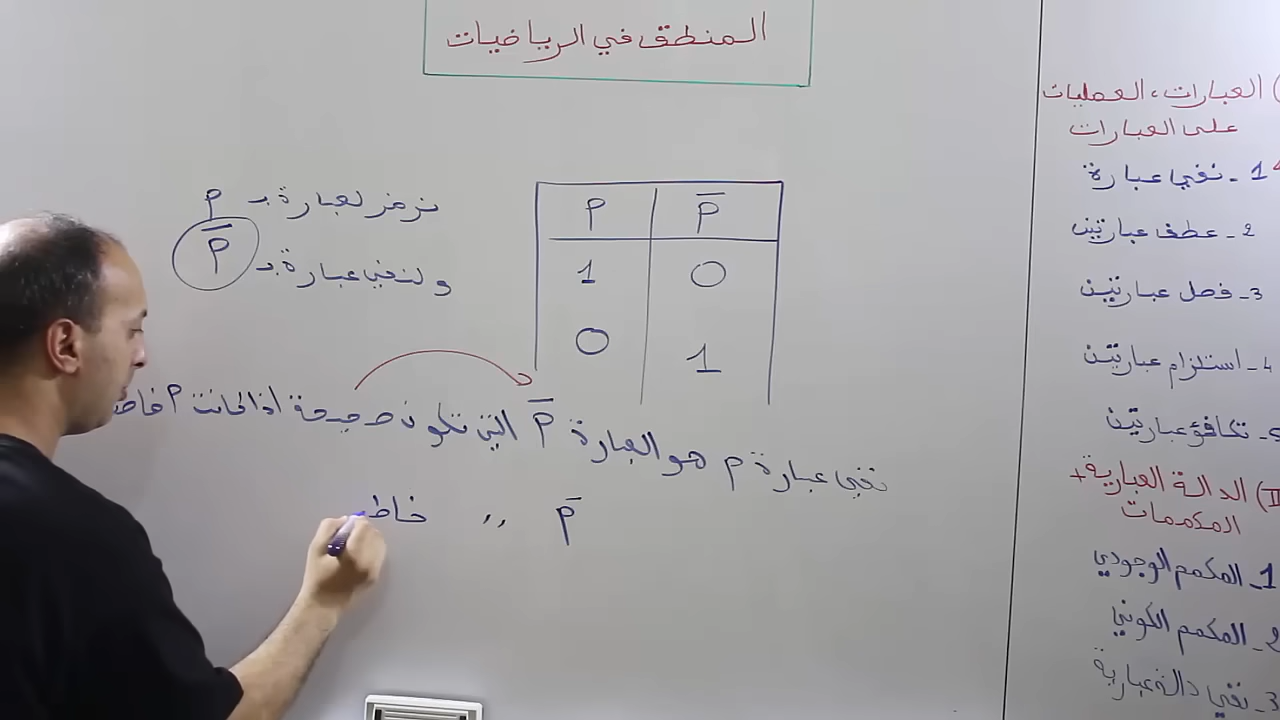 المنطق في الرياضيات
نرمز لعبارة بـ P
ولنفي عبارة بـ P̅
P P̅
1 0
0 1
نفي عبارة P هو العبارة P̅ التي تكون صحيحة اذا كانت P
P̅ ,, خاط
I) العبارات، العمليات
على العبارات
1 - نفي عبارة
2 - عطف عبارتين
3 - فصل عبارتين
4 - استلزام عبارتين
5 - تكافؤ عبارتين
II) الدالة العبارية +
المكممات
1 - المكمم الوجودي
2 - المكمم الكوني
3 - نفي دالة عبارية